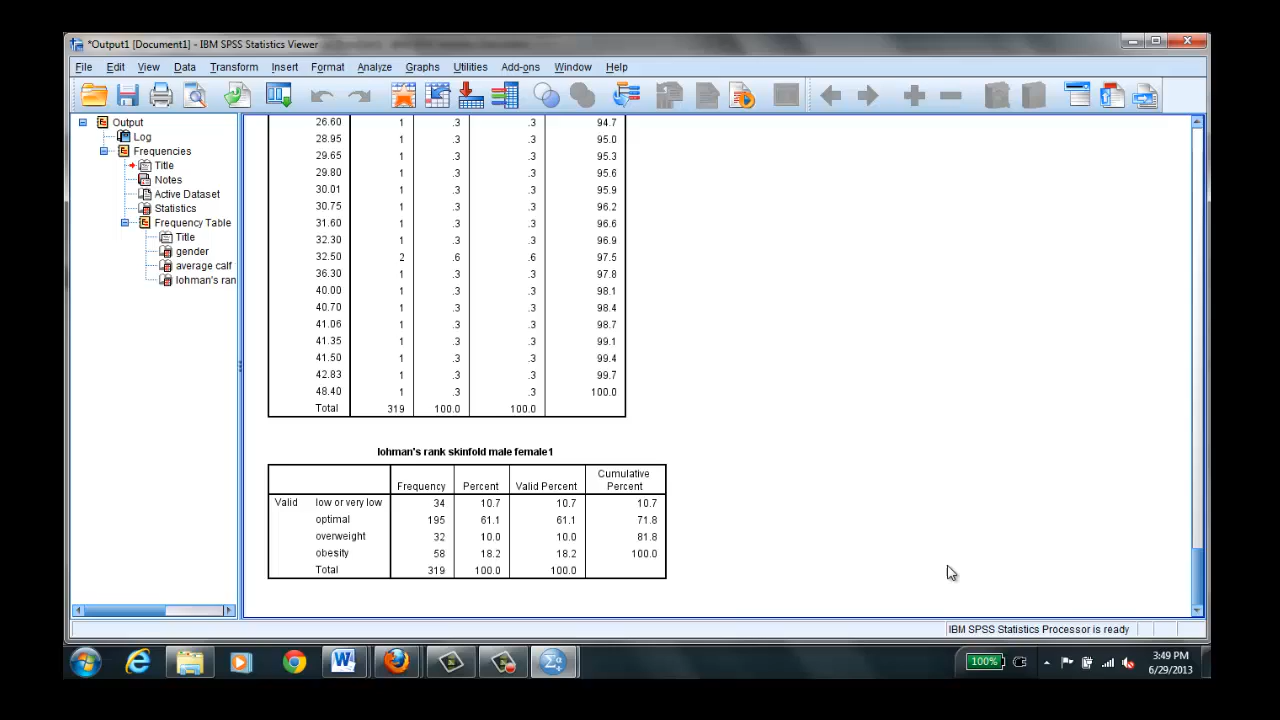 *Output1 [Document1] - IBM SPSS Statistics Viewer
File Edit View Data Transform Insert Format Analyze Graphs Utilities Add-ons Window Help
Output
Log
Frequencies
Title
Notes
Active Dataset
Statistics
Frequency Table
Title
gender
average calf
lohman's ran
26.60 1 .3 .3 94.7
28.95 1 .3 .3 95.0
29.65 1 .3 .3 95.3
29.80 1 .3 .3 95.6
30.01 1 .3 .3 95.9
30.75 1 .3 .3 96.2
31.60 1 .3 .3 96.6
32.30 1 .3 .3 96.9
32.50 2 .6 .6 97.5
36.30 1 .3 .3 97.8
40.00 1 .3 .3 98.1
40.70 1 .3 .3 98.4
41.06 1 .3 .3 98.7
41.35 1 .3 .3 99.1
41.50 1 .3 .3 99.4
42.83 1 .3 .3 99.7
48.40 1 .3 .3 100.0
Total 319 100.0 100.0
lohman's rank skinfold male female1
Frequency Percent Valid Percent Cumulative Percent
Valid low or very low 34 10.7 10.7 10.7
optimal 195 61.1 61.1 71.8
overweight 32 10.0 10.0 81.8
obesity 58 18.2 18.2 100.0
Total 319 100.0 100.0
IBM SPSS Statistics Processor is ready
100%
3:49 PM
6/29/2013